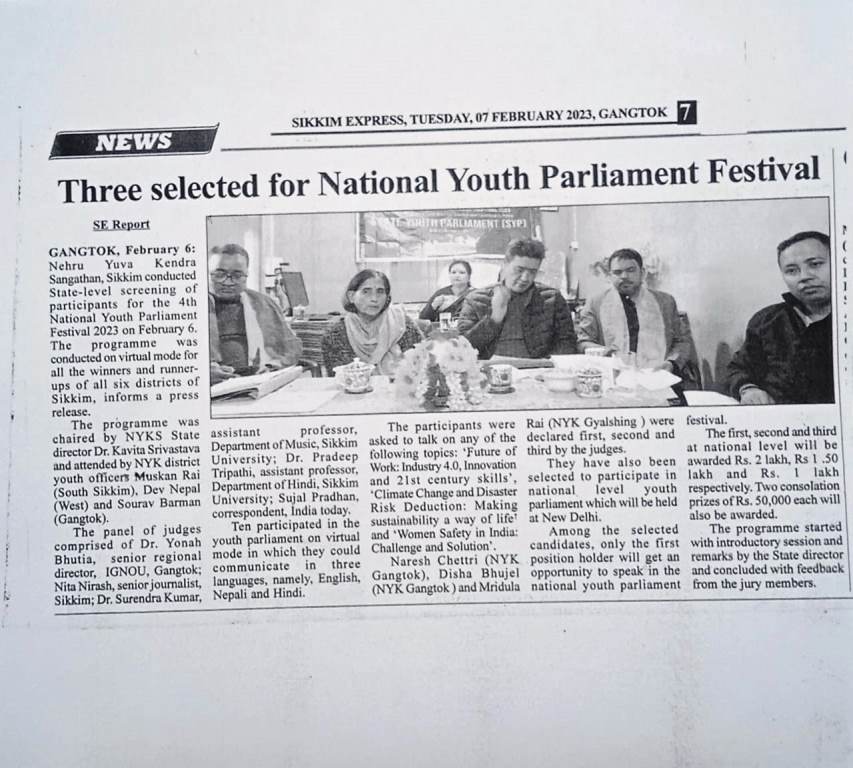 SIKKIM EXPRESS, TUESDAY, 07 FEBRUARY 2023, GANGTOK 7
NEWS
Three selected for National Youth Parliament Festival
SE Report
GANGTOK, February 6:
Nehru Yuva Kendra
Sangathan, Sikkim conducted
State-level screening of
participants for the 4th
National Youth Parliament
Festival 2023 on February 6.
The programme was
conducted on virtual mode for
all the winners and runner-
ups of all six districts of
Sikkim, informs a press
release.
The programme was
chaired by NYKS State
director Dr. Kavita Srivastava
and attended by NYK district
youth officers Muskan Rai
(South Sikkim), Dev Nepal
(West) and Sourav Barman
(Gangtok).
The panel of judges
comprised of Dr. Yonah
Bhutia, senior regional
director, IGNOU, Gangtok;
Nita Nirash, senior journalist,
Sikkim; Dr. Surendra Kumar,
YOUTH PARLIAMENT (SYP)
assistant professor,
Department of Music, Sikkim
University; Dr. Pradeep
Tripathi, assistant professor,
Department of Hindi, Sikkim
University; Sujal Pradhan,
correspondent, India today.
Ten participated in the
youth parliament on virtual
mode in which they could
communicate in three
languages, namely, English,
Nepali and Hindi.
The participants were
asked to talk on any of the
following topics: 'Future of
Work: Industry 4.0, Innovation
and 21st century skills',
'Climate Change and Disaster
Risk Deduction: Making
sustainability a way of life'
and 'Women Safety in India:
Challenge and Solution'.
Naresh Chettri (NYK
Gangtok), Disha Bhujel
(NYK Gangtok ) and Mridula
Rai (NYK Gyalshing ) were
declared first, second and
third by the judges.
They have also been
selected to participate in
national level youth
parliament which will be held
at New Delhi.
Among the selected
candidates, only the first
position holder will get an
opportunity to speak in the
national youth parliament
festival.
The first, second and third
at national level will be
awarded Rs. 2 lakh, Rs 1 .50
lakh and Rs. 1 lakh
respectively. Two consolation
prizes of Rs. 50,000 each will
also be awarded.
The programme started
with introductory session and
remarks by the State director
and concluded with feedback
from the jury members.